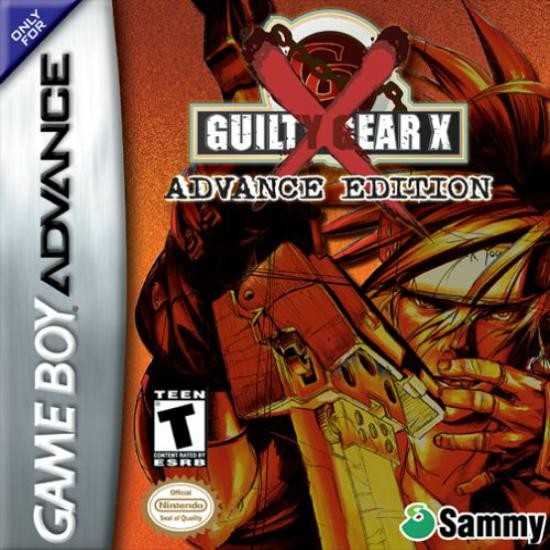 ONLY
FOR
GAME BOY ADVANCE
GUILTY GEAR X
ADVANCE EDITION
TEEN
T
CONTENT RATED BY
ESRB
Official
Nintendo
Seal of Quality
Sammy